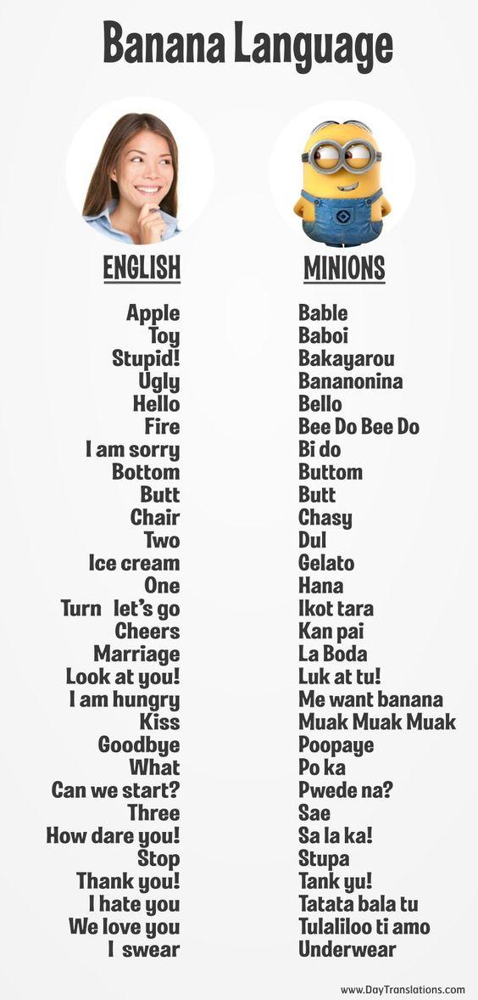 Banana Language
ENGLISH MINIONS
Apple Bable
Toy Baboi
Stupid! Bakayarou
Ugly Bananonina
Hello Bello
Fire Bee Do Bee Do
I am sorry Bi do
Bottom Buttom
Butt Butt
Chair Chasy
Two Dul
Ice cream Gelato
One Hana
Turn let's go Ikot tara
Cheers Kan pai
Marriage La Boda
Look at you! Luk at tu!
I am hungry Me want banana
Kiss Muak Muak Muak
Goodbye Poopaye
What Po ka
Can we start? Pwede na?
Three Sae
How dare you! Sa la ka!
Stop Stupa
Thank you! Tank yu!
I hate you Tatata bala tu
We love you Tulaliloo ti amo
I swear Underwear
www.DayTranslations.com